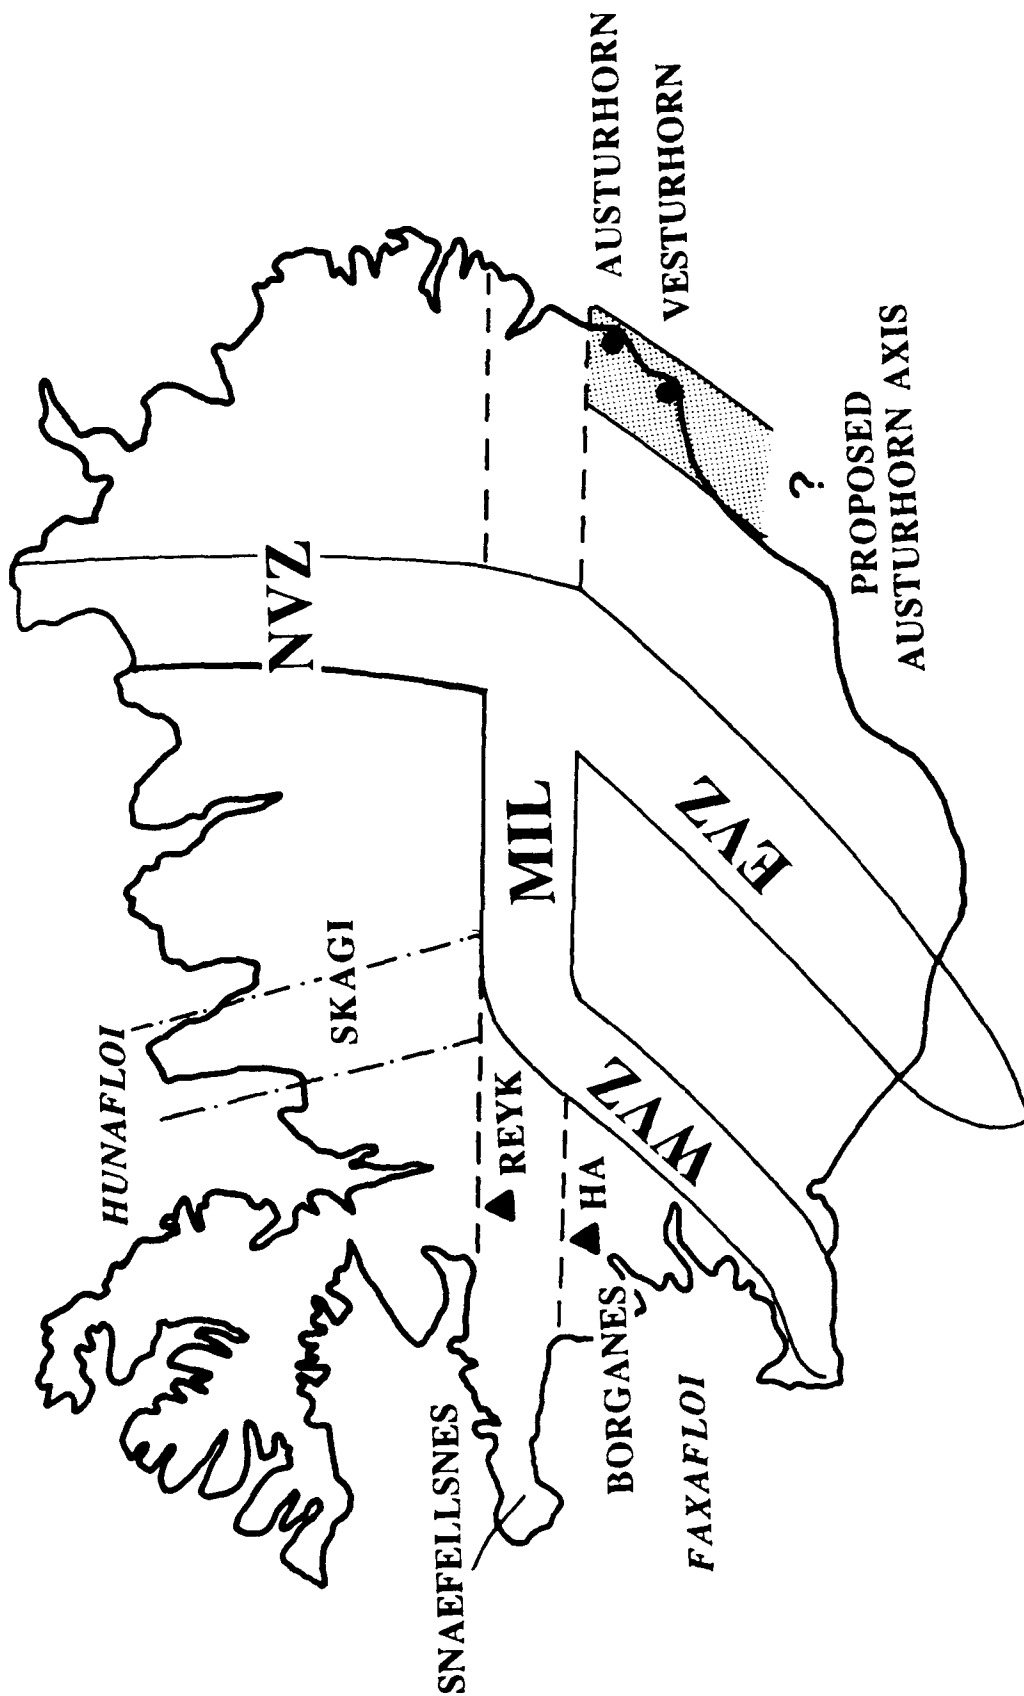 HUNAFLOI
SKAGI
NVZ
SNAEFELLSNES
REYK
MIL
HA
BORGANES
FAXAFLOI
WVZ
EVZ
AUSTURHORN
VESTURHORN
?
PROPOSED
AUSTURHORN AXIS